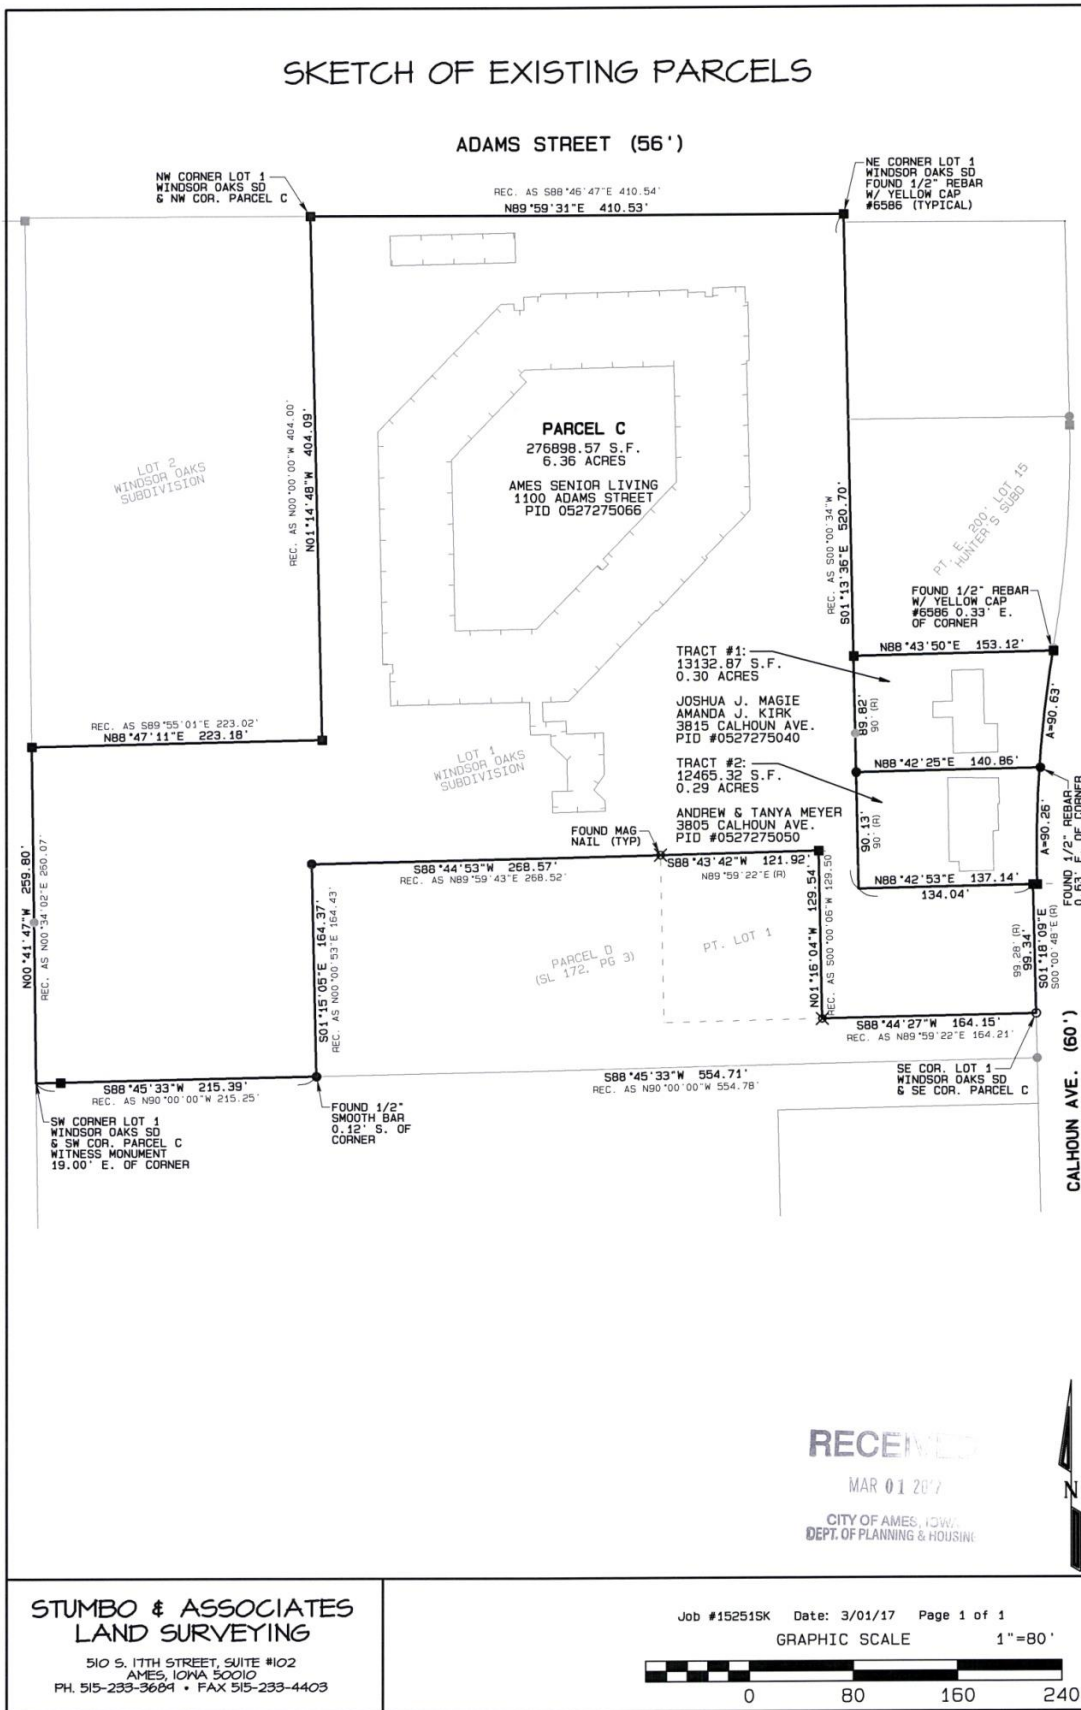 SKETCH OF EXISTING PARCELS
ADAMS STREET (56')
NW CORNER LOT 1
WINDSOR OAKS SD
& NW COR. PARCEL C
REC. AS S88°46'47"E 410.54'
N89°59'31"E 410.53'
NE CORNER LOT 1
WINDSOR OAKS SD
FOUND 1/2" REBAR
W/ YELLOW CAP
#6586 (TYPICAL)
LOT 2
WINDSOR OAKS
SUBDIVISION
REC. AS N00°00'00"W 404.00'
N01°14'48"W 404.09'
PARCEL C
276898.57 S.F.
6.36 ACRES
AMES SENIOR LIVING
1100 ADAMS STREET
PID 0527275066
REC. AS S00°00'34"W
S01°13'36"E 520.70'
PT. E. 200' LOT 15
HUNTER'S SUBD
FOUND 1/2" REBAR
W/ YELLOW CAP
#6586 0.33' E.
OF CORNER
N88°43'50"E 153.12'
TRACT #1:
13132.87 S.F.
0.30 ACRES
JOSHUA J. MAGIE
AMANDA J. KIRK
3815 CALHOUN AVE.
PID #0527275040
89.82'
90' (R)
A=90.63'
REC. AS S89°55'01"E 223.02'
N88°47'11"E 223.18'
LOT 1
WINDSOR OAKS
SUBDIVISION
N88°42'25"E 140.86'
TRACT #2:
12465.32 S.F.
0.29 ACRES
ANDREW & TANYA MEYER
3805 CALHOUN AVE.
PID #0527275050
90.13'
90' (R)
A=90.26'
FOUND 1/2" REBAR
0.63' E. OF CORNER
FOUND MAG
NAIL (TYP)
N00°41'47"W 259.80'
REC. AS N00°34'02"E 260.07'
S88°44'53"W 268.57'
REC. AS N89°59'43"E 268.52'
S88°43'42"W 121.92'
N89°59'22"E (R)
N88°42'53"E 137.14'
134.04'
S01°15'05"E 164.37'
REC. AS N00°00'53"E 164.43'
PARCEL D
(SL 172, PG 3)
PT. LOT 1
N01°16'04"W 129.54'
REC. AS S00°00'06"W 129.50
99.28' (R)
99.34'
S01°18'09"E
S00°00'48"E (R)
S88°44'27"W 164.15'
REC. AS N89°59'22"E 164.21'
S88°45'33"W 215.39'
REC. AS N90°00'00"W 215.25'
S88°45'33"W 554.71'
REC. AS N90°00'00"W 554.78'
SE COR. LOT 1
WINDSOR OAKS SD
& SE COR. PARCEL C
CALHOUN AVE. (60')
SW CORNER LOT 1
WINDSOR OAKS SD
& SW COR. PARCEL C
WITNESS MONUMENT
19.00' E. OF CORNER
FOUND 1/2"
SMOOTH BAR
0.12' S. OF
CORNER
RECEIVED
MAR 01 2017
CITY OF AMES, IOWA
DEPT. OF PLANNING & HOUSING
N
STUMBO & ASSOCIATES
LAND SURVEYING
510 S. 17TH STREET, SUITE #102
AMES, IOWA 50010
PH. 515-233-3689 • FAX 515-233-4403
Job #15251SK Date: 3/01/17 Page 1 of 1
GRAPHIC SCALE 1"=80'
0 80 160 240